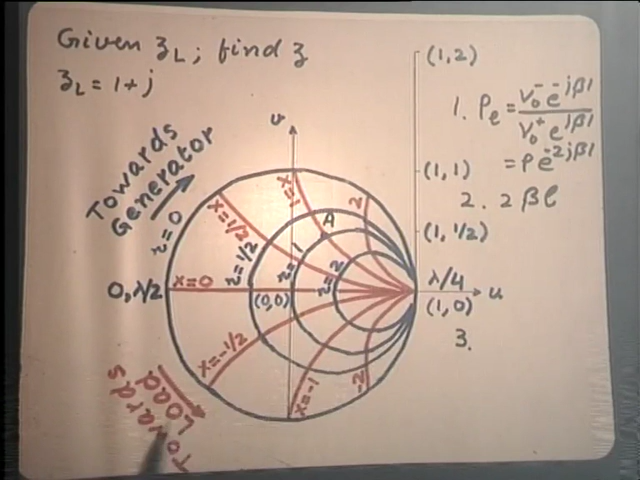 Given zL; find z
zL = 1+j
(1,2)
1. ρℓ = V₀⁻ e^-jβl / V₀⁺ e^jβl
= ρ e^-2jβl
2. 2βℓ
(1,1)
(1,1/2)
λ/4
(1,0)
3.
Towards
Generator
v
u
r=0
x=1/2
x=1
2
A
r=1/2
r=1
r=2
0, λ/2
x=0
(0,0)
x=-1/2
x=-1
-2
Towards
LOAD